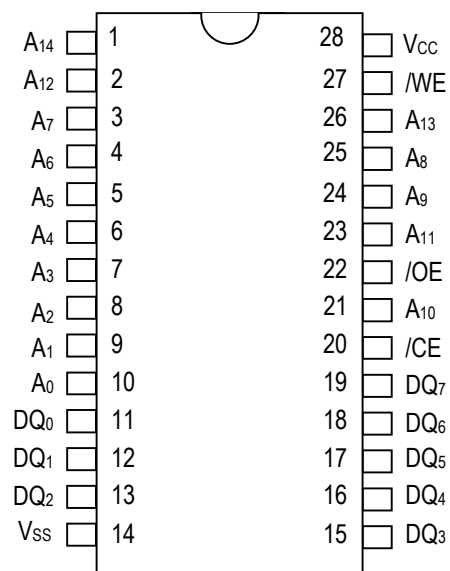 A14 1 28 VCC
A12 2 27 /WE
A7 3 26 A13
A6 4 25 A8
A5 5 24 A9
A4 6 23 A11
A3 7 22 /OE
A2 8 21 A10
A1 9 20 /CE
A0 10 19 DQ7
DQ0 11 18 DQ6
DQ1 12 17 DQ5
DQ2 13 16 DQ4
VSS 14 15 DQ3